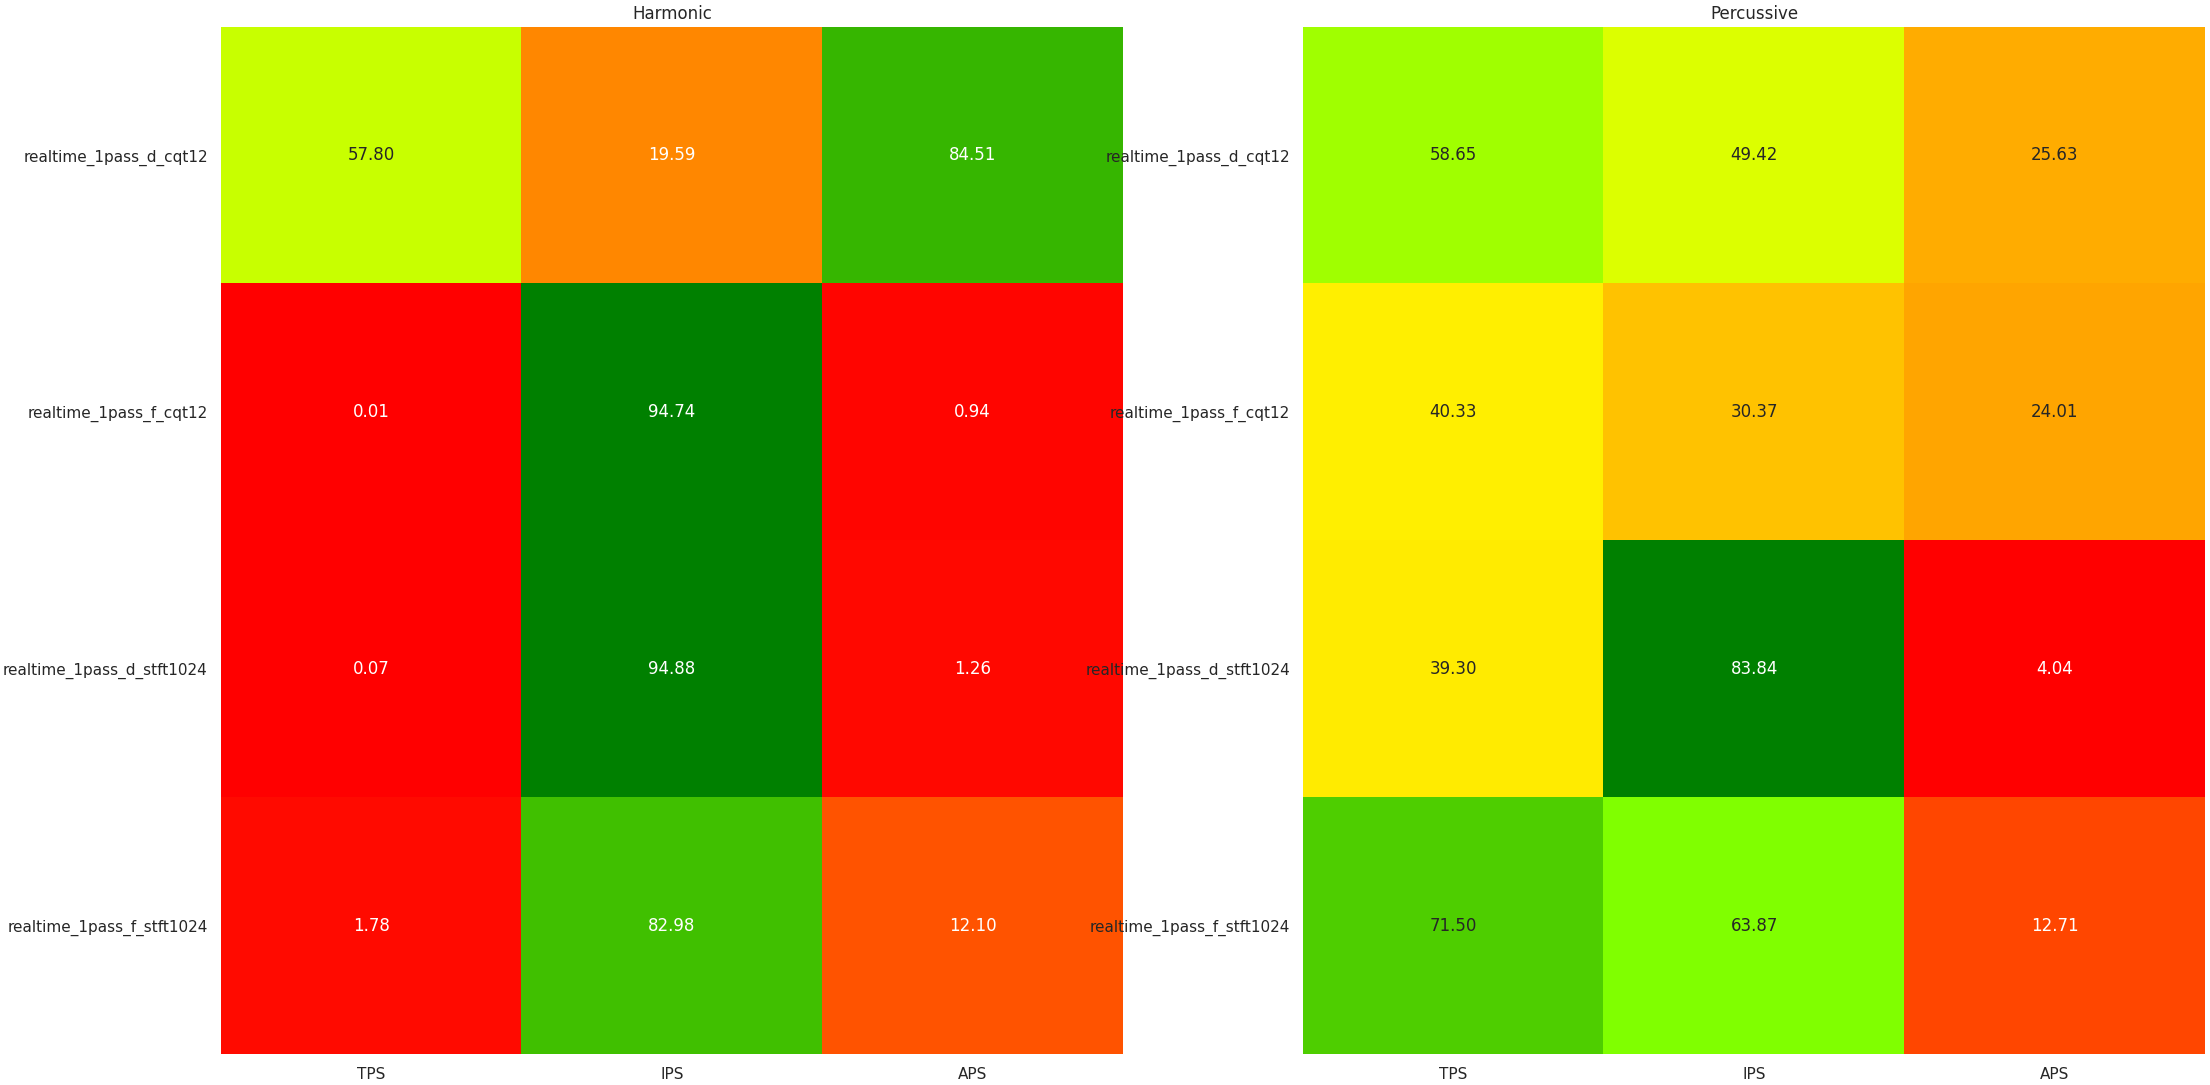 Harmonic
realtime_1pass_d_cqt12 57.80 19.59 84.51
realtime_1pass_f_cqt12 0.01 94.74 0.94
realtime_1pass_d_stft1024 0.07 94.88 1.26
realtime_1pass_f_stft1024 1.78 82.98 12.10
TPS IPS APS
Percussive
realtime_1pass_d_cqt12 58.65 49.42 25.63
realtime_1pass_f_cqt12 40.33 30.37 24.01
realtime_1pass_d_stft1024 39.30 83.84 4.04
realtime_1pass_f_stft1024 71.50 63.87 12.71
TPS IPS APS